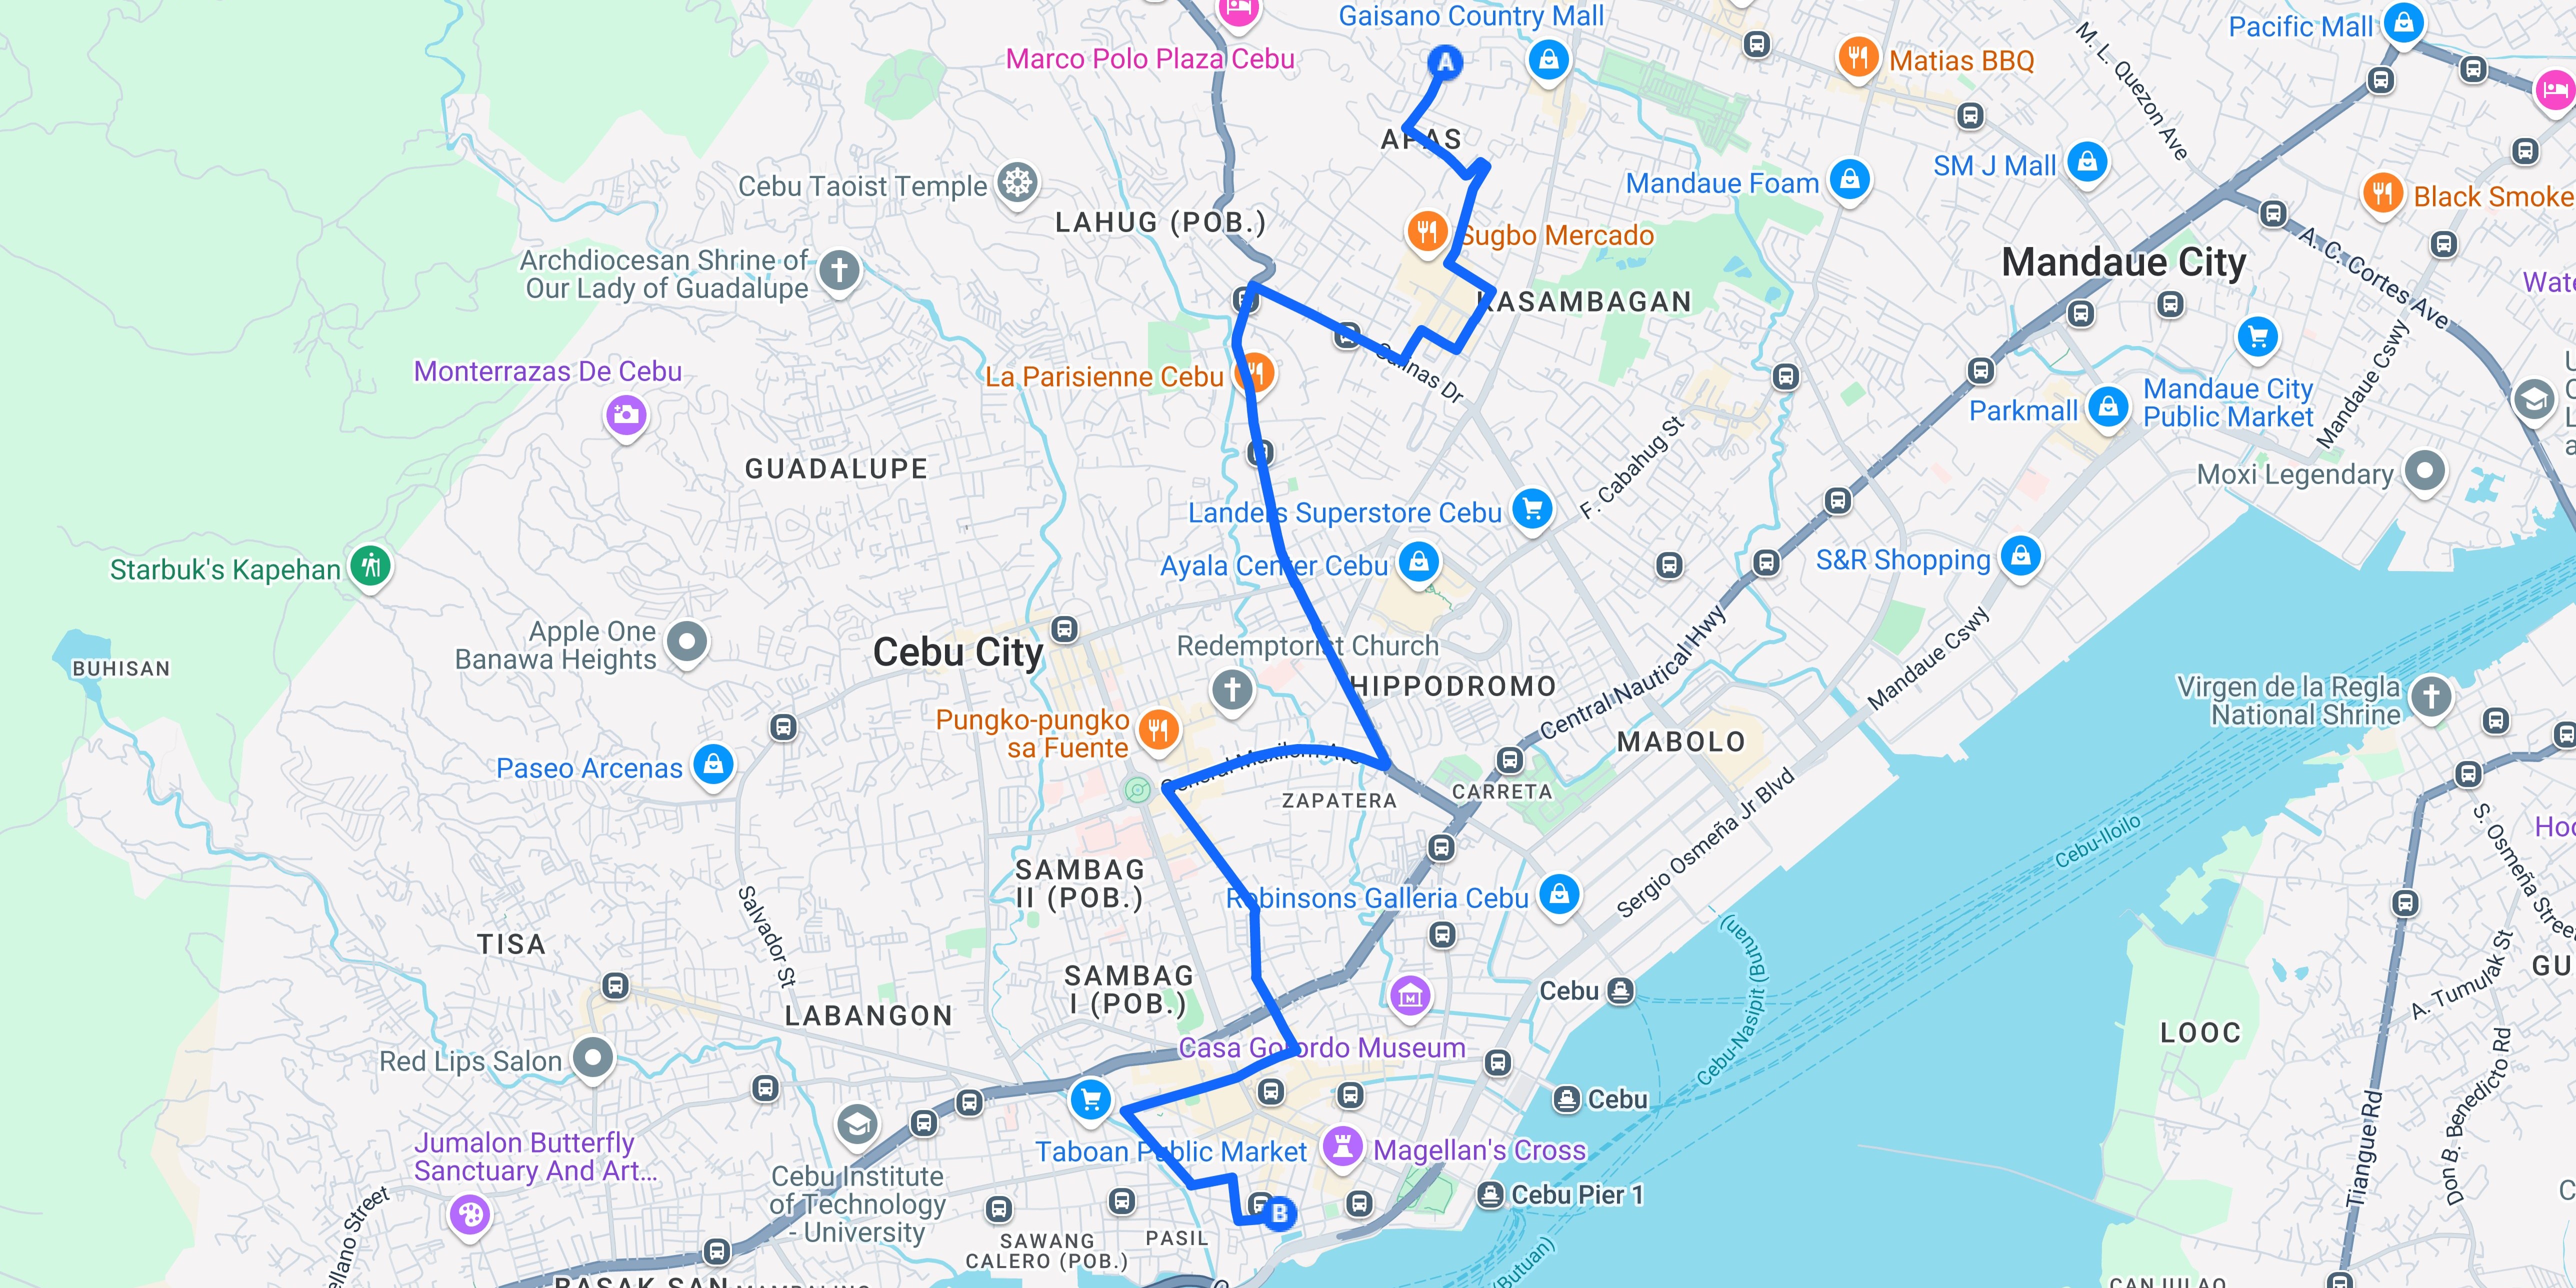 Gaisano Country Mall
Pacific Mall
Marco Polo Plaza Cebu
A
Matias BBQ
M. L. Quezon Ave
APAS
SM J Mall
Mandaue Foam
Cebu Taoist Temple
Black Smoke
LAHUG (POB.)
Sugbo Mercado
A. C. Cortes Ave
Archdiocesan Shrine of
Our Lady of Guadalupe
Mandaue City
KASAMBAGAN
Salinas Dr
Mandaue Cswy
Monterrazas De Cebu
La Parisienne Cebu
Parkmall
Mandaue City
Public Market
F. Cabahug St
GUADALUPE
Moxi Legendary
Landers Superstore Cebu
Starbuk's Kapehan
Ayala Center Cebu
S&R Shopping
Apple One
Banawa Heights
Cebu City
Redemptorist Church
BUHISAN
HIPPODROMO
Central Nautical Hwy
Mandaue Cswy
Virgen de la Regla
National Shrine
Pungko-pungko
sa Fuente
MABOLO
General Maxilom Ave
Paseo Arcenas
ZAPATERA
CARRETA
Sergio Osmeña Jr Blvd
Cebu-Iloilo
S. Osmeña Street
SAMBAG
II (POB.)
Robinsons Galleria Cebu
Salvador St
TISA
Cebu-Nasipit (Butuan)
SAMBAG
I (POB.)
Cebu
A. Tumulak St
LABANGON
LOOC
Casa Gorordo Museum
Red Lips Salon
Cebu
Don B. Benedicto Rd
Tiangue Rd
Jumalon Butterfly
Sanctuary And Art...
Taboan Public Market
Magellan's Cross
Cebu Institute
of Technology
- University
Cebu Pier 1
B
PASIL
SAWANG
CALERO (POB.)
(Butuan)
BASAK SAN